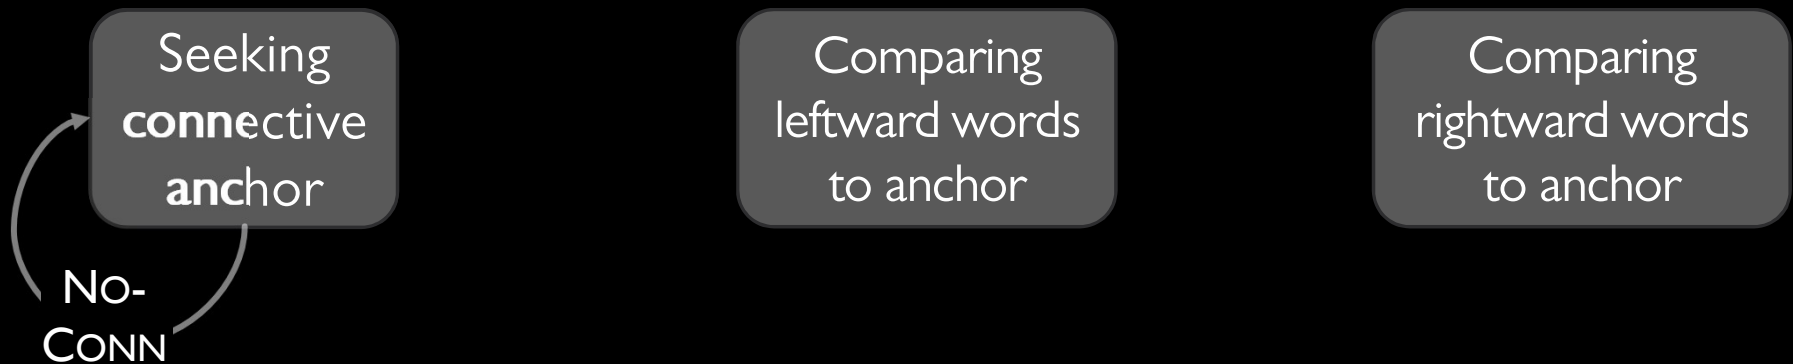 Seeking
connective
anchor
Comparing
leftward words
to anchor
Comparing
rightward words
to anchor
NO-
CONN